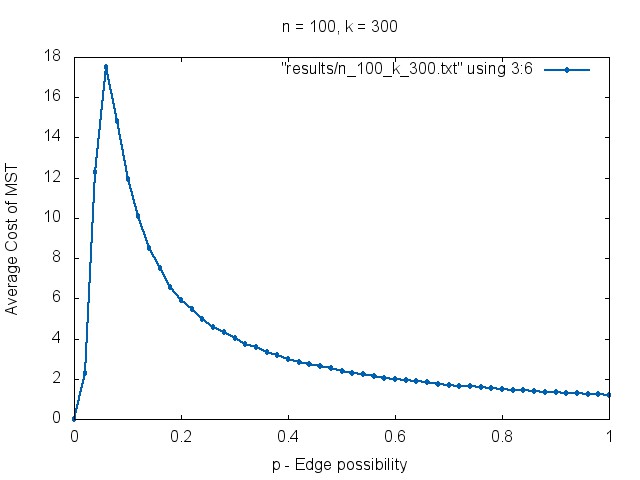 n = 100, k = 300
"results/n_100_k_300.txt" using 3:6
18
16
14
12
10
8
6
4
2
0
Average Cost of MST
0 0.2 0.4 0.6 0.8 1
p - Edge possibility